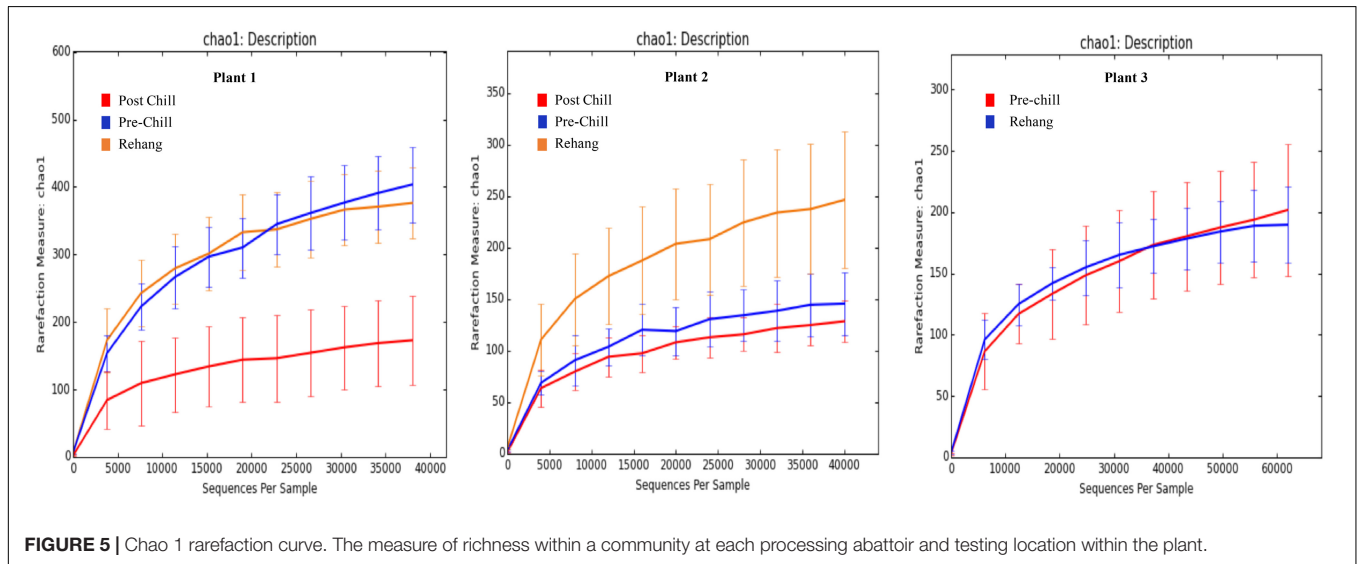 chao1: Description
Plant 1
Post Chill
Pre-Chill
Rehang
Rarefaction Measure: chao1
600
500
400
300
200
100
0
0 5000 10000 15000 20000 25000 30000 35000 40000
Sequences Per Sample
chao1: Description
Plant 2
Post Chill
Pre-Chill
Rehang
Rarefaction Measure: chao1
350
300
250
200
150
100
50
0
0 5000 10000 15000 20000 25000 30000 35000 40000
Sequences Per Sample
chao1: Description
Plant 3
Pre-chill
Rehang
Rarefaction Measure: chao1
300
250
200
150
100
50
0
0 10000 20000 30000 40000 50000 60000
Sequences Per Sample
FIGURE 5 | Chao 1 rarefaction curve. The measure of richness within a community at each processing abattoir and testing location within the plant.